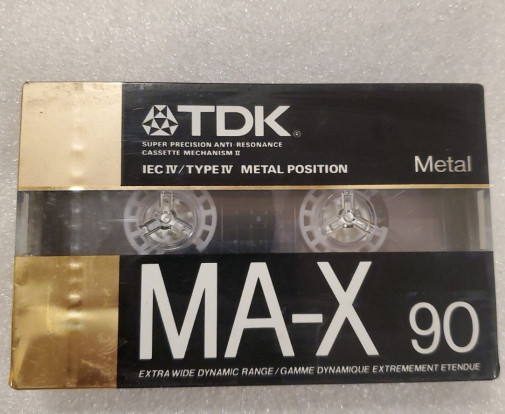 TDK®
SUPER PRECISION ANTI-RESONANCE
CASSETTE MECHANISM II
IEC IV/TYPE IV METAL POSITION
Metal
MA-X 90
EXTRA WIDE DYNAMIC RANGE/GAMME DYNAMIQUE EXTREMEMENT ETENDUE